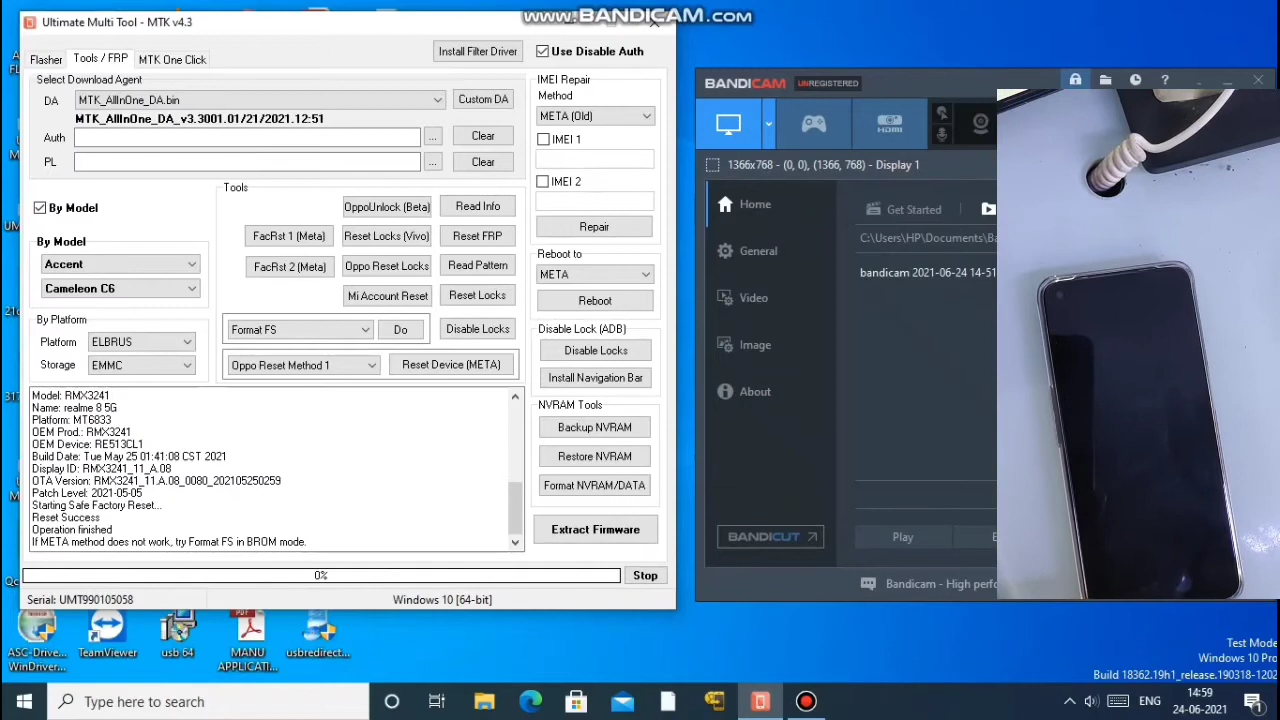 www.BANDICAM.com
Ultimate Multi Tool - MTK v4.3
Flasher
Tools / FRP
MTK One Click
Install Filter Driver
Use Disable Auth
Select Download Agent
DA
MTK_AllInOne_DA.bin
Custom DA
MTK_AllInOne_DA_v3.3001.01/21/2021.12:51
Auth
...
Clear
PL
...
Clear
By Model
By Model
Accent
Cameleon C6
By Platform
Platform
ELBRUS
Storage
EMMC
Tools
OppoUnlock (Beta)
Read Info
FacRst 1 (Meta)
Reset Locks (Vivo)
Reset FRP
FacRst 2 (Meta)
Oppo Reset Locks
Read Pattern
Mi Account Reset
Reset Locks
Format FS
Do
Disable Locks
Oppo Reset Method 1
Reset Device (META)
Model: RMX3241
Name: realme 8 5G
Platform: MT6833
OEM Prod.: RMX3241
OEM Device: RE513CL1
Build Date: Tue May 25 01:41:08 CST 2021
Display ID: RMX3241_11_A.08
OTA Version: RMX3241_11.A.08_0080_202105250259
Patch Level: 2021-05-05
Starting Safe Factory Reset...
Reset Success
Operation finished
If META method does not work, try Format FS in BROM mode.
IMEI Repair
Method
META (Old)
IMEI 1
IMEI 2
Repair
Reboot to
META
Reboot
Disable Lock (ADB)
Disable Locks
Install Navigation Bar
NVRAM Tools
Backup NVRAM
Restore NVRAM
Format NVRAM/DATA
Extract Firmware
0%
Stop
Serial: UMT990105058
Windows 10 [64-bit]
BANDICAM
UNREGISTERED
HDMI
1366x768 - (0, 0), (1366, 768) - Display 1
Home
General
Video
Image
About
Get Started
C:\Users\HP\Documents\Ba
bandicam 2021-06-24 14-51
BANDICUT
Play
Bandicam - High perfo
ASC-Drive...
WinDriver...
TeamViewer
usb 64
PDF
MANU
APPLICATI...
usbredirect...
Test Mode
Windows 10 Pro
Build 18362.19h1_release.190318-1202
Type here to search
ENG
14:59
24-06-2021
1